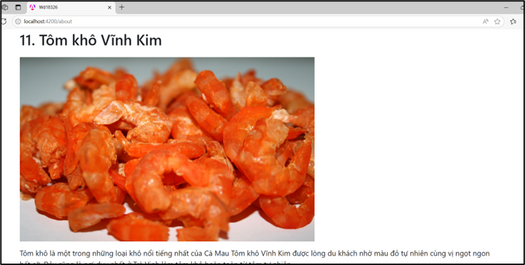 Wd18326
localhost:4200/about
11. Tôm khô Vĩnh Kim
Tôm khô là một trong những loại khô nổi tiếng nhất của Cà Mau Tôm khô Vĩnh Kim được lòng du khách nhờ màu đỏ tự nhiên cùng vị ngọt ngon